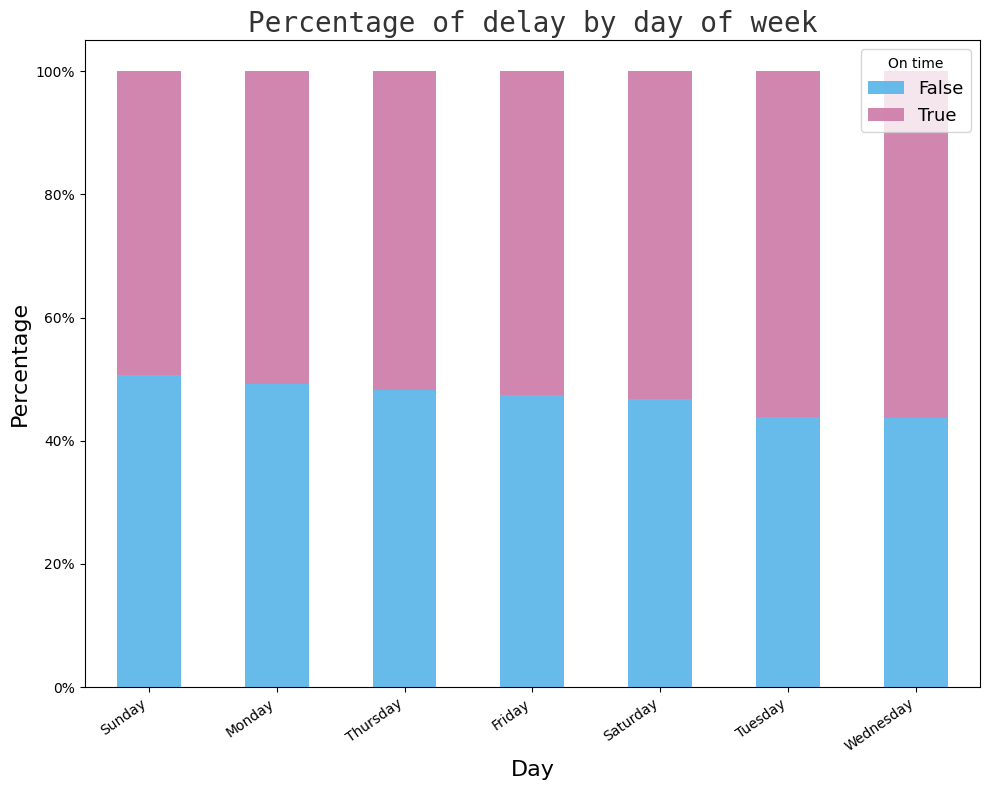 Percentage of delay by day of week
On time
False
True
100%
80%
60%
40%
20%
0%
Percentage
Sunday
Monday
Thursday
Friday
Saturday
Tuesday
Wednesday
Day